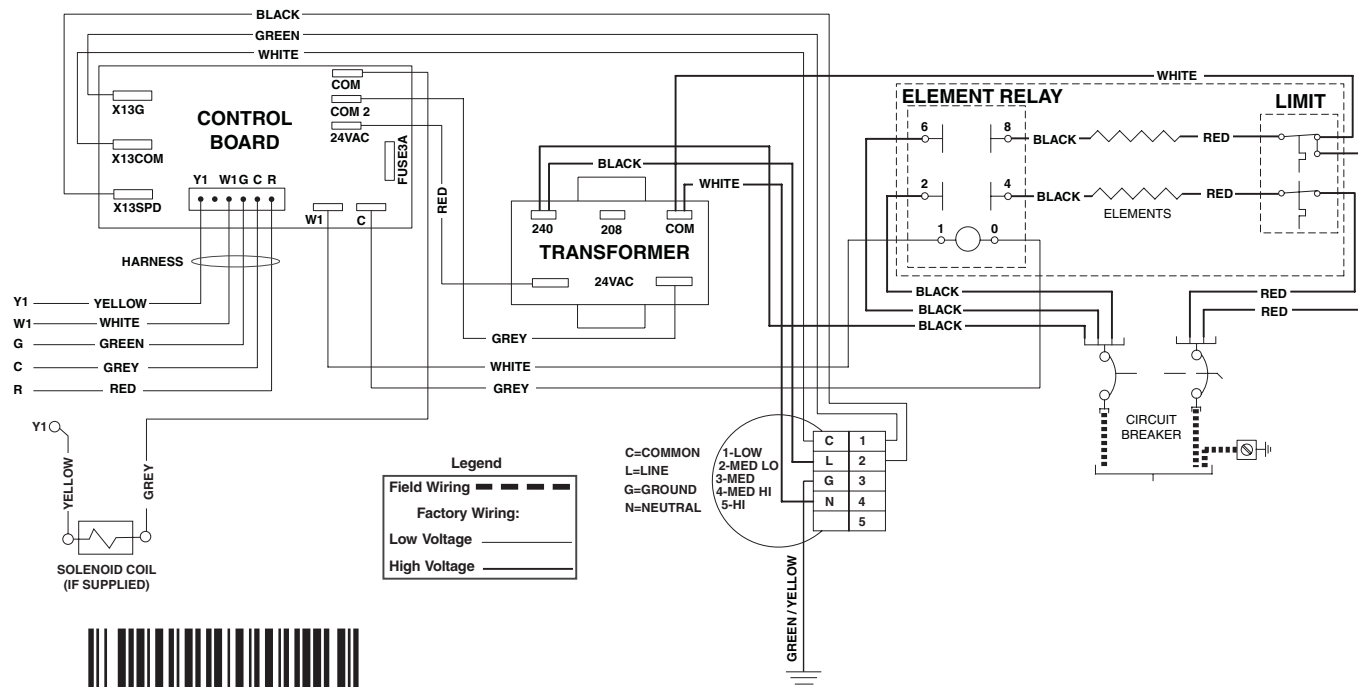 BLACK
GREEN
WHITE
X13G
X13COM
X13SPD
CONTROL
BOARD
COM
COM 2
24VAC
FUSE3A
Y1 W1 G C R
W1
C
HARNESS
Y1 YELLOW
W1 WHITE
G GREEN
C GREY
R RED
Y1
YELLOW
GREY
SOLENOID COIL
(IF SUPPLIED)
RED
BLACK
WHITE
240
208
COM
TRANSFORMER
24VAC
GREY
WHITE
GREY
WHITE
ELEMENT RELAY
LIMIT
6
8
BLACK
RED
2
4
BLACK
RED
ELEMENTS
1
0
BLACK
BLACK
BLACK
RED
RED
CIRCUIT
BREAKER
Legend
Field Wiring
Factory Wiring:
Low Voltage
High Voltage
C=COMMON
L=LINE
G=GROUND
N=NEUTRAL
1-LOW
2-MED LO
3-MED
4-MED HI
5-HI
C 1
L 2
G 3
N 4
5
GREEN / YELLOW